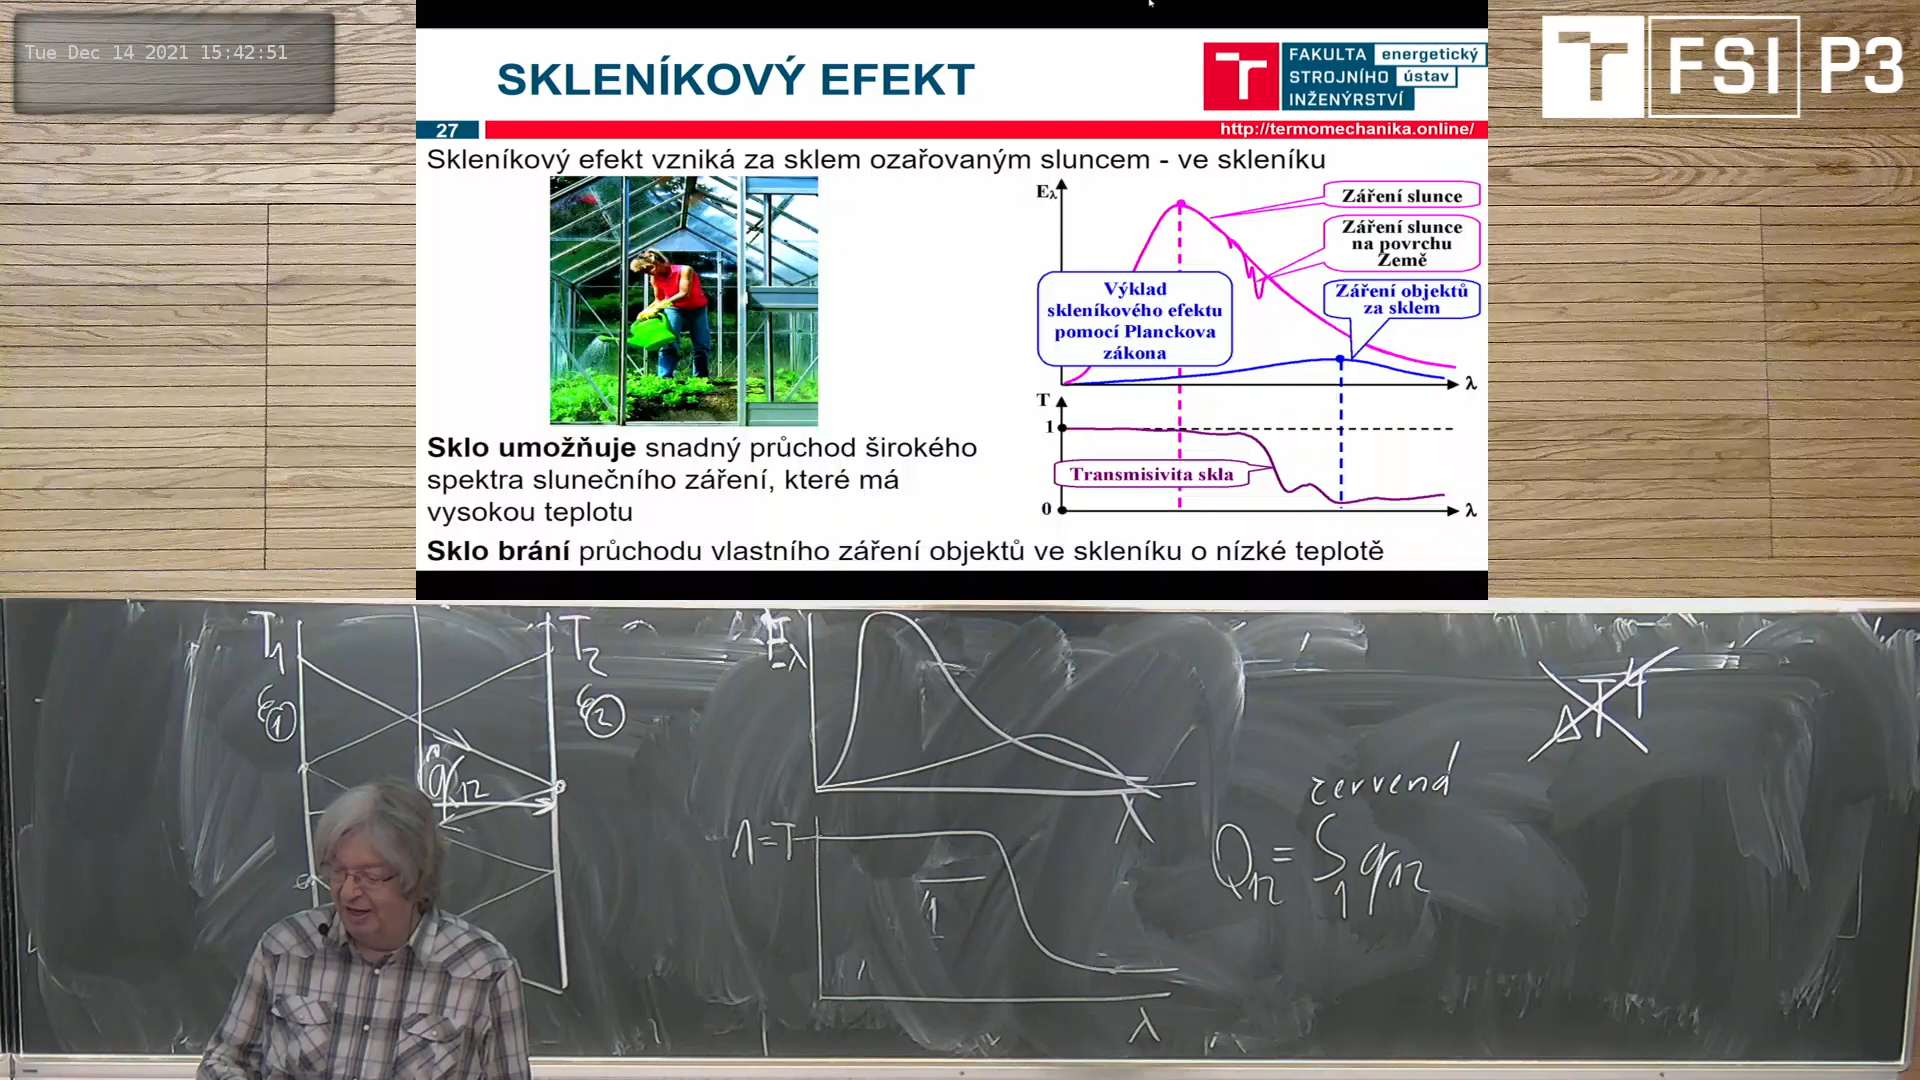 Tue Dec 14 2021 15:42:51
SKLENÍKOVÝ EFEKT
FAKULTA energetický
STROJNÍHO ústav
INŽENÝRSTVÍ
FSI P3
27
http://termomechanika.online/
Skleníkový efekt vzniká za sklem ozařovaným sluncem - ve skleníku
Eλ
Záření slunce
Záření slunce
na povrchu
Země
Záření objektů
za sklem
Výklad
skleníkového efektu
pomocí Planckova
zákona
λ
T
1
Transmisivita skla
0
λ
Sklo umožňuje snadný průchod širokého
spektra slunečního záření, které má
vysokou teplotu
Sklo brání průchodu vlastního záření objektů ve skleníku o nízké teplotě
T1
T2
ε1
ε2
q12
Eλ
λ
1=T
1
λ
ΔT4
červená
Q12 = S1 q12